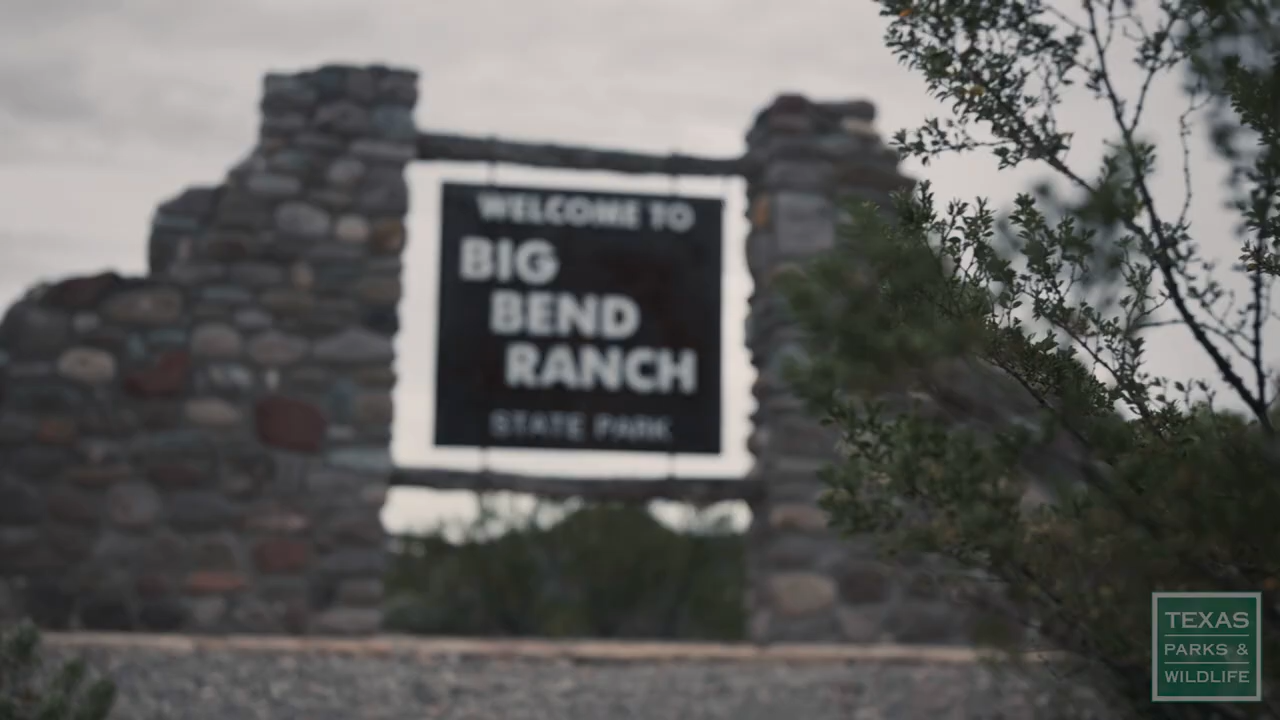 WELCOME TO
BIG
BEND
RANCH
STATE PARK
TEXAS
PARKS &
WILDLIFE